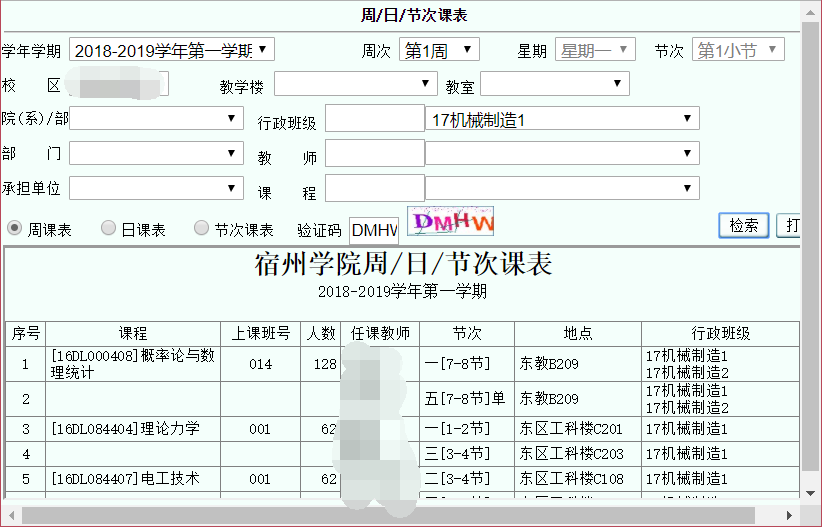 周/日/节次课表
学年学期 2018-2019学年第一学期 周次 第1周 星期 星期一 节次 第1小节
校 区 教学楼 教室
院(系)/部 行政班级 17机械制造1
部 门 教 师
承担单位 课 程
周课表 日课表 节次课表 验证码 DMHW DMHW 检索 打
宿州学院周/日/节次课表
2018-2019学年第一学期
序号 课程 上课班号 人数 任课教师 节次 地点 行政班级
1 [16DL000408]概率论与数理统计 014 128 一[7-8节] 东教B209 17机械制造1 17机械制造2
2 五[7-8节]单 东教B209 17机械制造1 17机械制造2
3 [16DL084404]理论力学 001 62 一[1-2节] 东区工科楼C201 17机械制造1
4 三[3-4节] 东区工科楼C203 17机械制造1
5 [16DL084407]电工技术 001 62 二[3-4节] 东区工科楼C108 17机械制造1